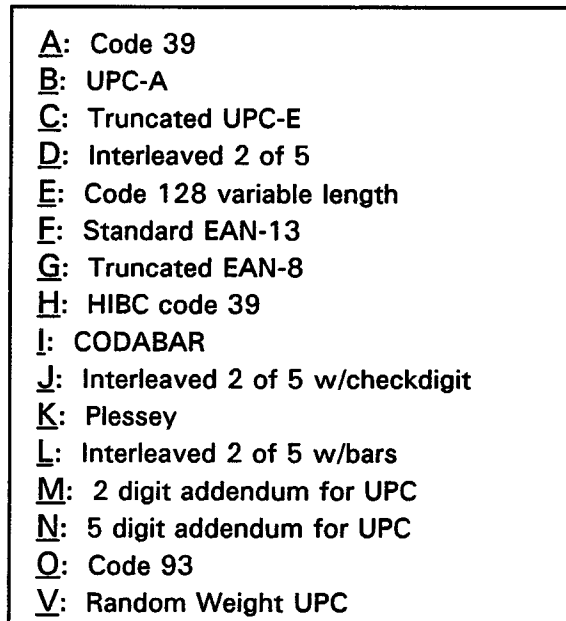 A: Code 39
B: UPC-A
C: Truncated UPC-E
D: Interleaved 2 of 5
E: Code 128 variable length
F: Standard EAN-13
G: Truncated EAN-8
H: HIBC code 39
I: CODABAR
J: Interleaved 2 of 5 w/checkdigit
K: Plessey
L: Interleaved 2 of 5 w/bars
M: 2 digit addendum for UPC
N: 5 digit addendum for UPC
O: Code 93
V: Random Weight UPC